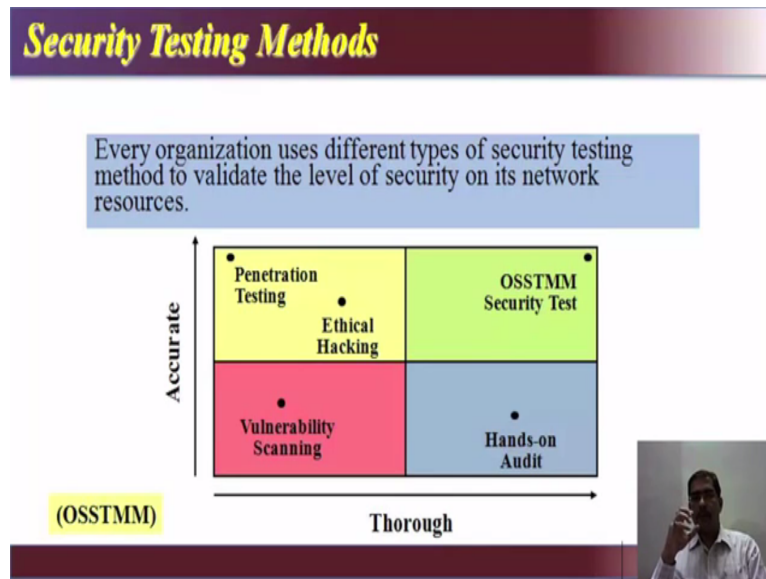 Security Testing Methods
Every organization uses different types of security testing
method to validate the level of security on its network
resources.
Accurate
Penetration
Testing
Ethical
Hacking
OSSTMM
Security Test
Vulnerability
Scanning
Hands-on
Audit
(OSSTMM)
Thorough